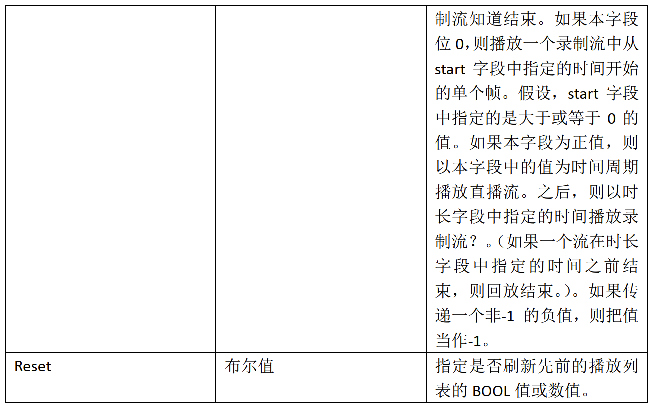 制流知道结束。如果本字段
位 0，则播放一个录制流中从
start 字段中指定的时间开始
的单个帧。假设，start 字段
中指定的是大于或等于 0 的
值。如果本字段为正值，则
以本字段中的值为时间周期
播放直播流。之后，则以时
长字段中指定的时间播放录
制流？。（如果一个流在时长
字段中指定的时间之前结
束，则回放结束。）。如果传
递一个非-1 的负值，则把值
当作-1。
Reset 布尔值 指定是否刷新先前的播放列
表的 BOOL 值或数值。